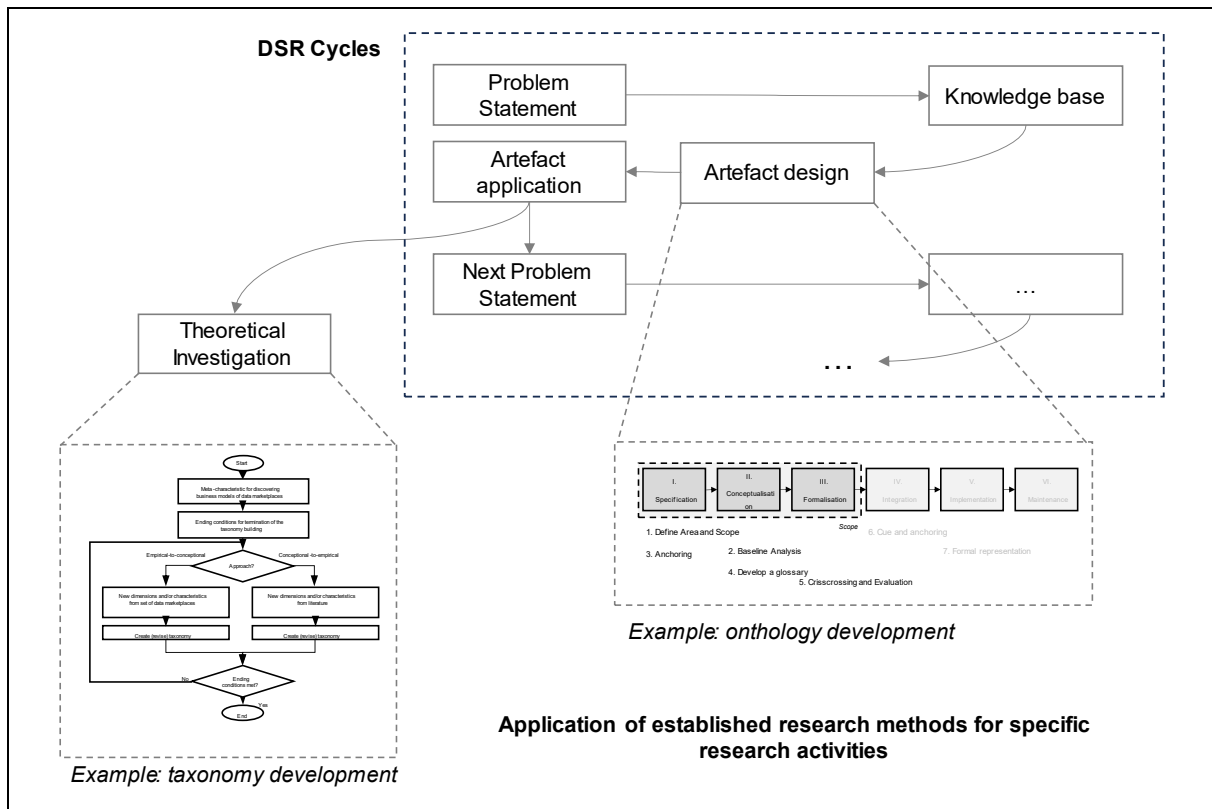 DSR Cycles
Problem
Statement
Knowledge base
Artefact
application
Artefact design
Next Problem
Statement
...
Theoretical
Investigation
...
Start
Meta-characteristic for discovering
business models of data marketplaces
Ending conditions for termination of the
taxonomy building
Empirical-to-conceptional
Conceptional-to-empirical
Approach?
New dimensions and/or characteristics
from set of data marketplaces
New dimensions and/or characteristics
from literature
Create (revise) taxonomy
Create (revise) taxonomy
No
Ending
conditions met?
Yes
End
Example: taxonomy development
I.
Specification
II.
Conceptualisati
on
III.
Formalisation
IV.
Integration
V.
Implementation
VI.
Maintenance
Scope
1. Define Area and Scope
6. Cue and anchoring
3. Anchoring
2. Baseline Analysis
7. Formal representation
4. Develop a glossary
5. Crisscrossing and Evaluation
Example: onthology development
Application of established research methods for specific
research activities